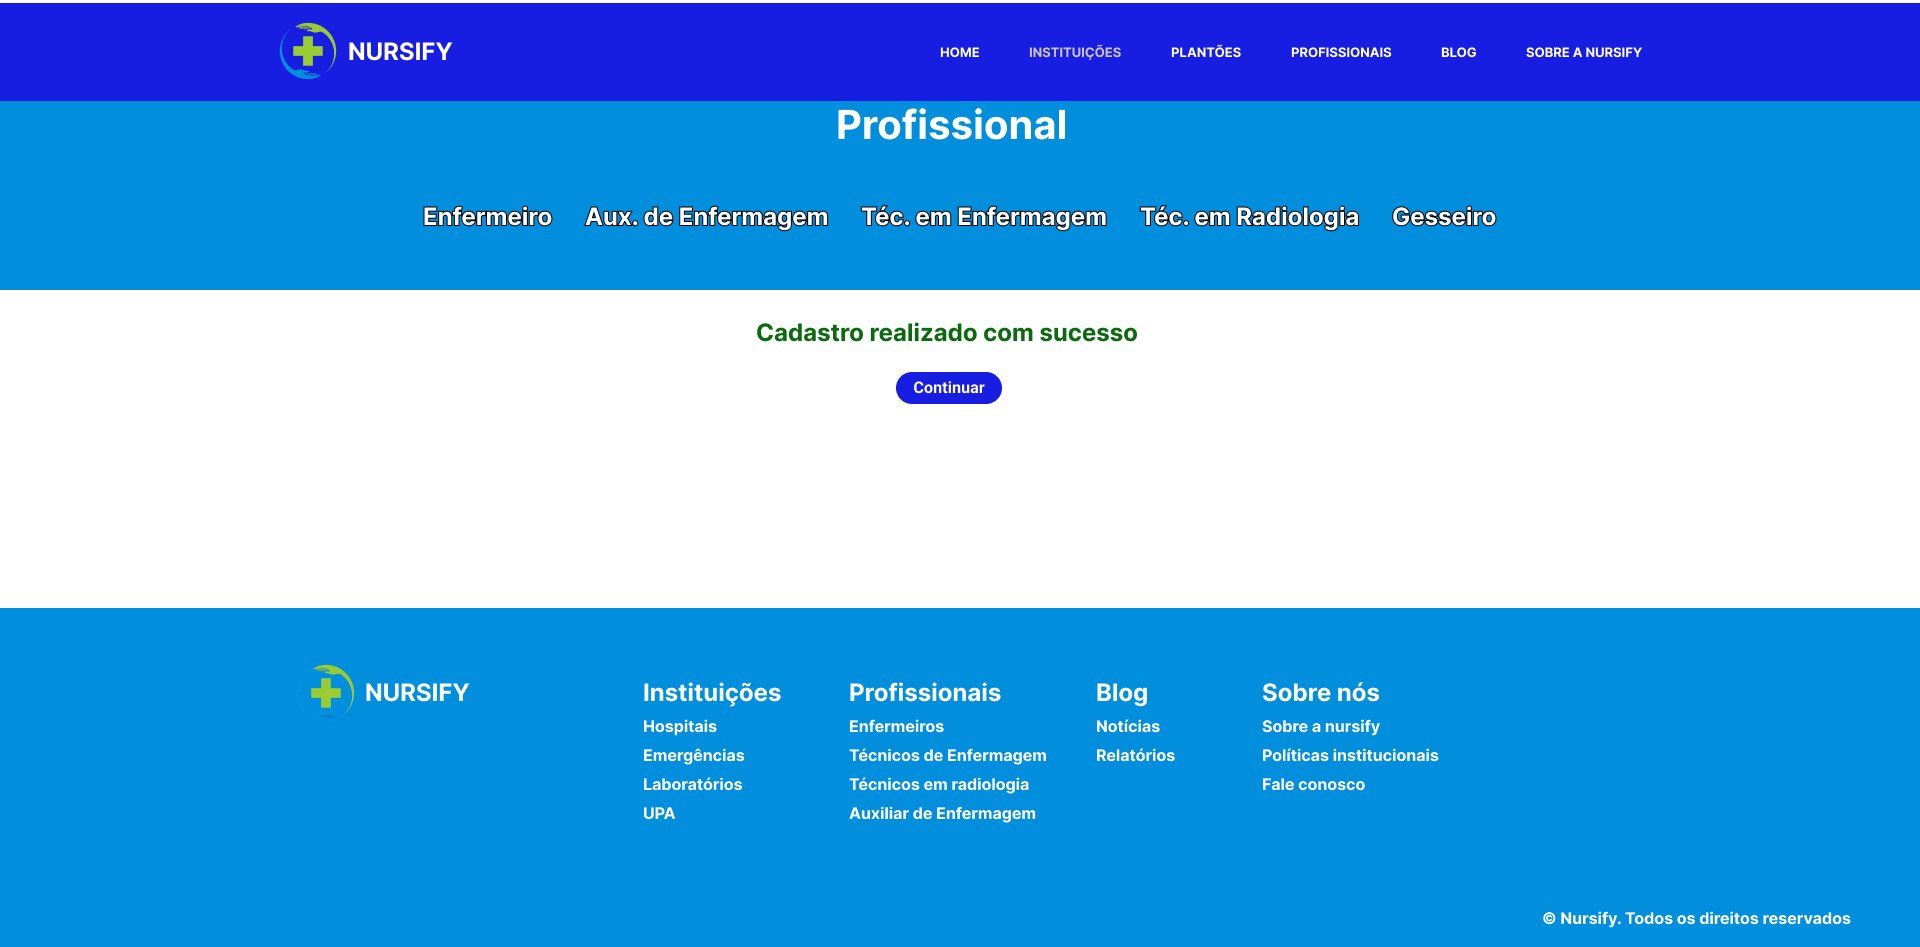 NURSIFY
HOME INSTITUIÇÕES PLANTÕES PROFISSIONAIS BLOG SOBRE A NURSIFY
Profissional
Enfermeiro Aux. de Enfermagem Téc. em Enfermagem Téc. em Radiologia Gesseiro
Cadastro realizado com sucesso
Continuar
NURSIFY
Instituições
Hospitais
Emergências
Laboratórios
UPA
Profissionais
Enfermeiros
Técnicos de Enfermagem
Técnicos em radiologia
Auxiliar de Enfermagem
Blog
Notícias
Relatórios
Sobre nós
Sobre a nursify
Políticas institucionais
Fale conosco
© Nursify. Todos os direitos reservados